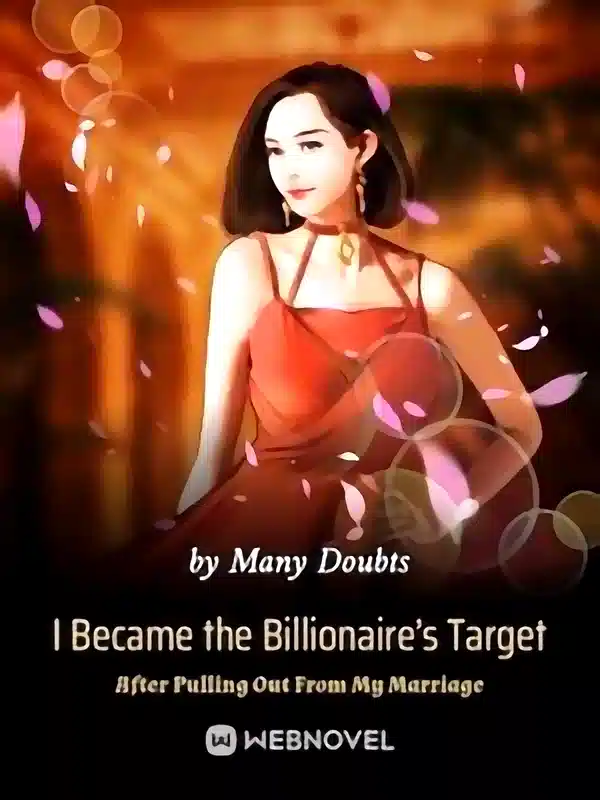 by Many Doubts
I Became the Billionaire's Target
After Pulling Out From My Marriage
WEBNOVEL